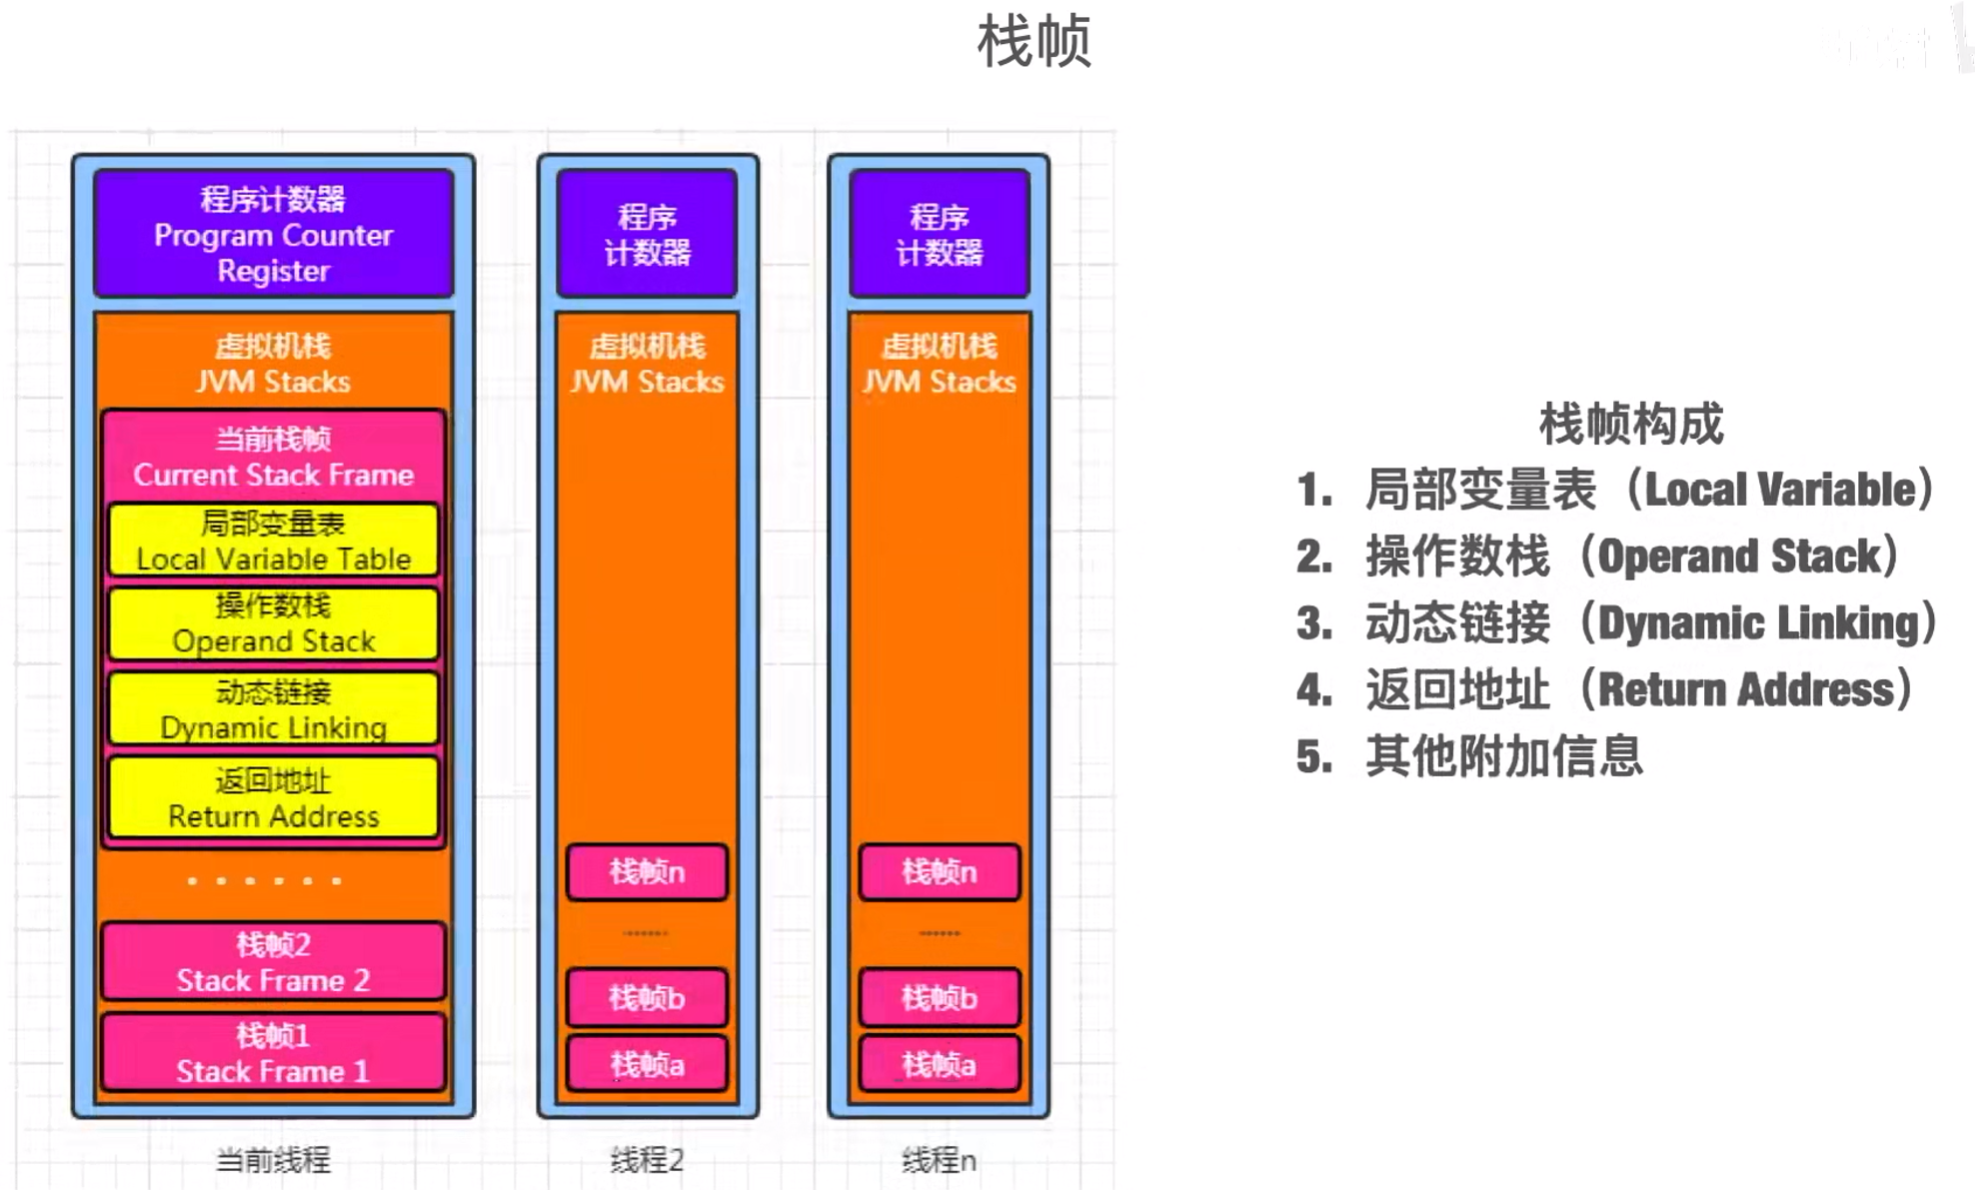 栈帧
程序计数器
Program Counter
Register
虚拟机栈
JVM Stacks
当前栈帧
Current Stack Frame
局部变量表
Local Variable Table
操作数栈
Operand Stack
动态链接
Dynamic Linking
返回地址
Return Address
······
栈帧2
Stack Frame 2
栈帧1
Stack Frame 1
当前线程
程序
计数器
虚拟机栈
JVM Stacks
栈帧n
······
栈帧b
栈帧a
线程2
程序
计数器
虚拟机栈
JVM Stacks
栈帧n
······
栈帧b
栈帧a
线程n
栈帧构成
1. 局部变量表（Local Variable）
2. 操作数栈（Operand Stack）
3. 动态链接（Dynamic Linking）
4. 返回地址（Return Address）
5. 其他附加信息